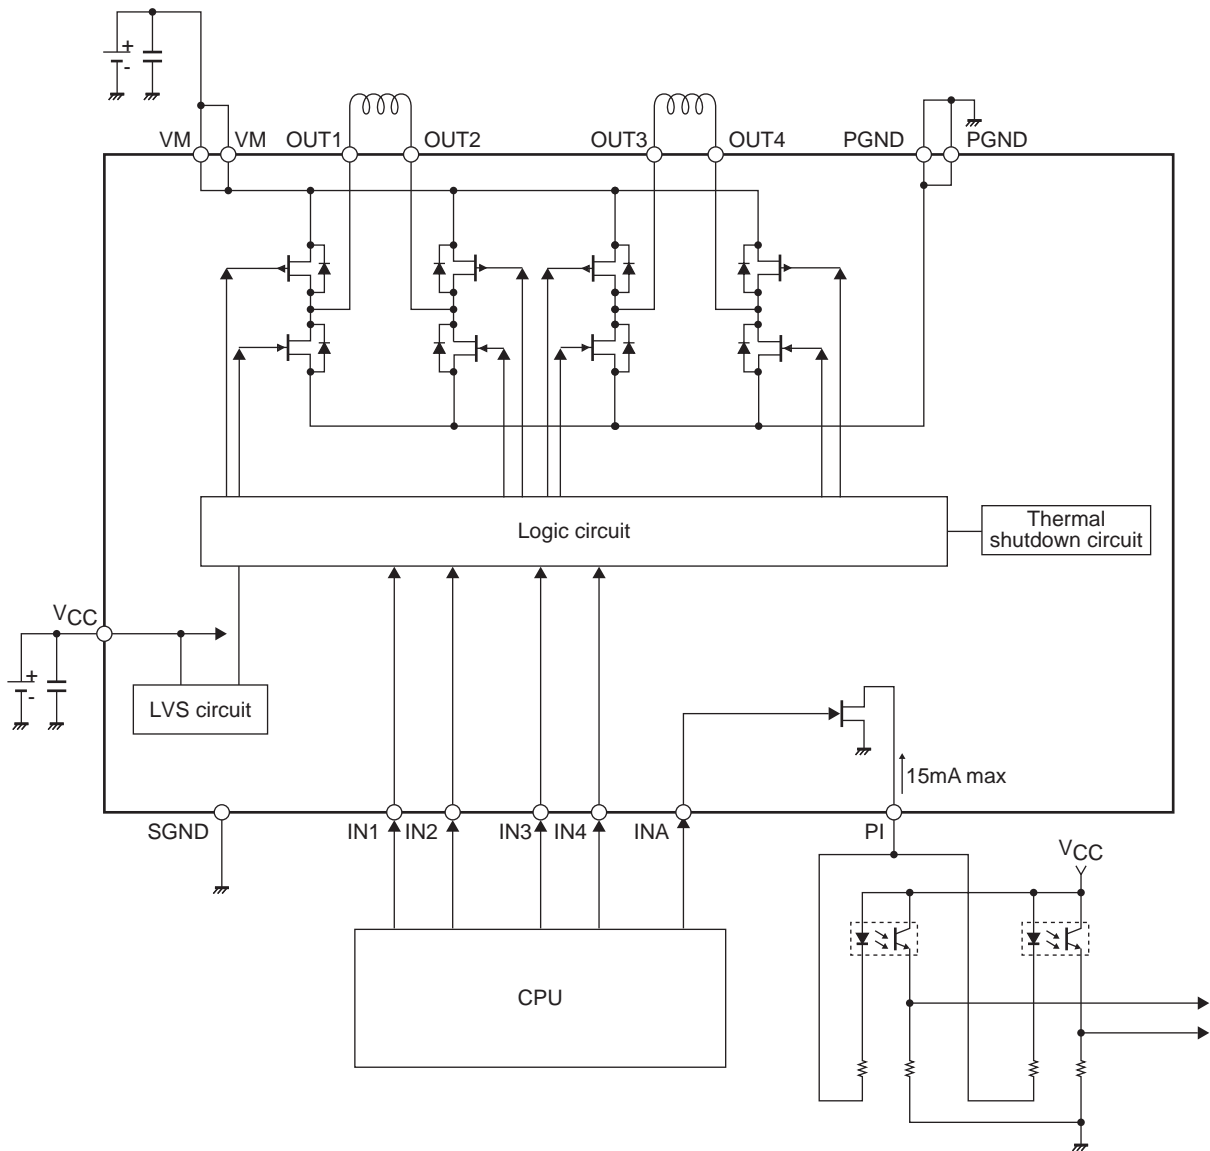 +
-
VM
VM
OUT1
OUT2
OUT3
OUT4
PGND
PGND
Logic circuit
Thermal
shutdown circuit
VCC
+
-
LVS circuit
15mA max
SGND
IN1
IN2
IN3
IN4
INA
PI
VCC
CPU